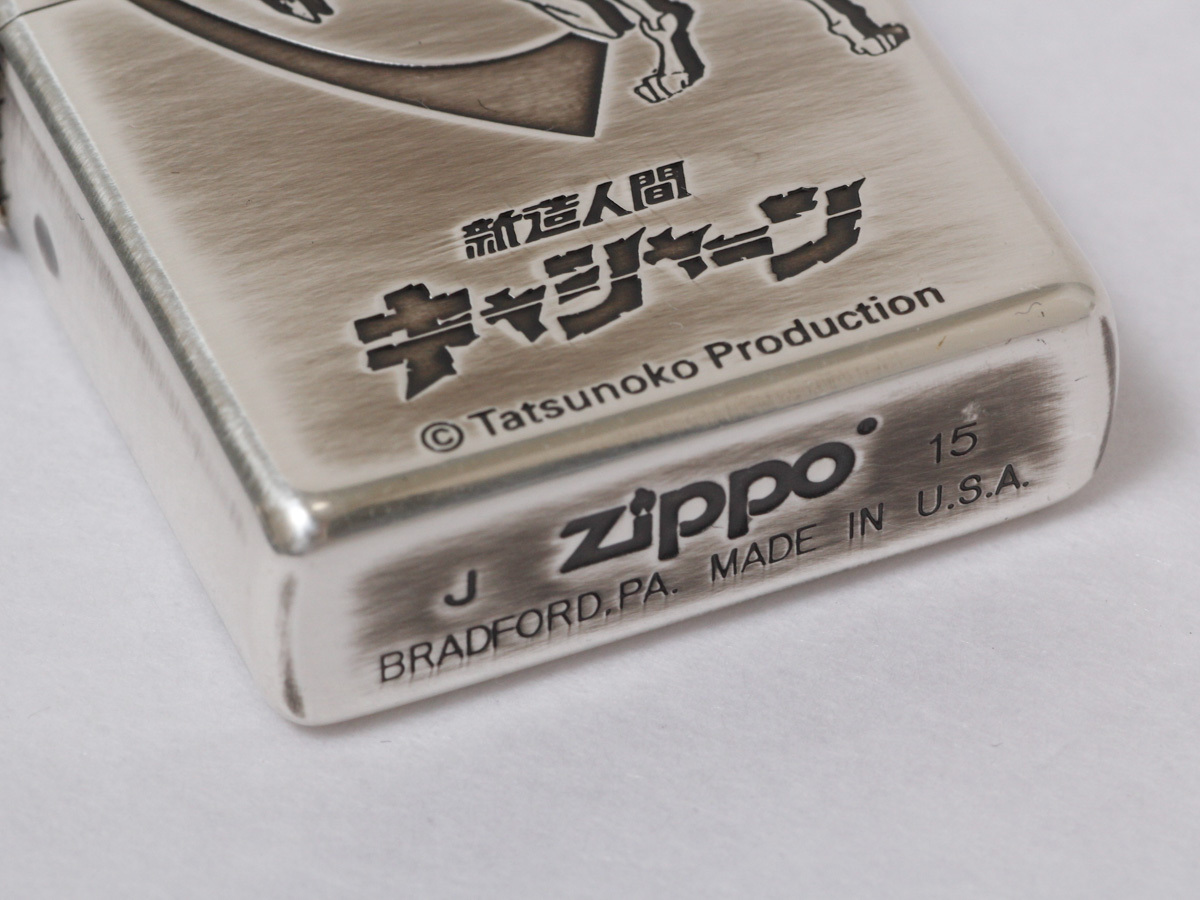 新造人間
キャシャーン
© Tatsunoko Production
J zippo 15
BRADFORD,PA. MADE IN U.S.A.